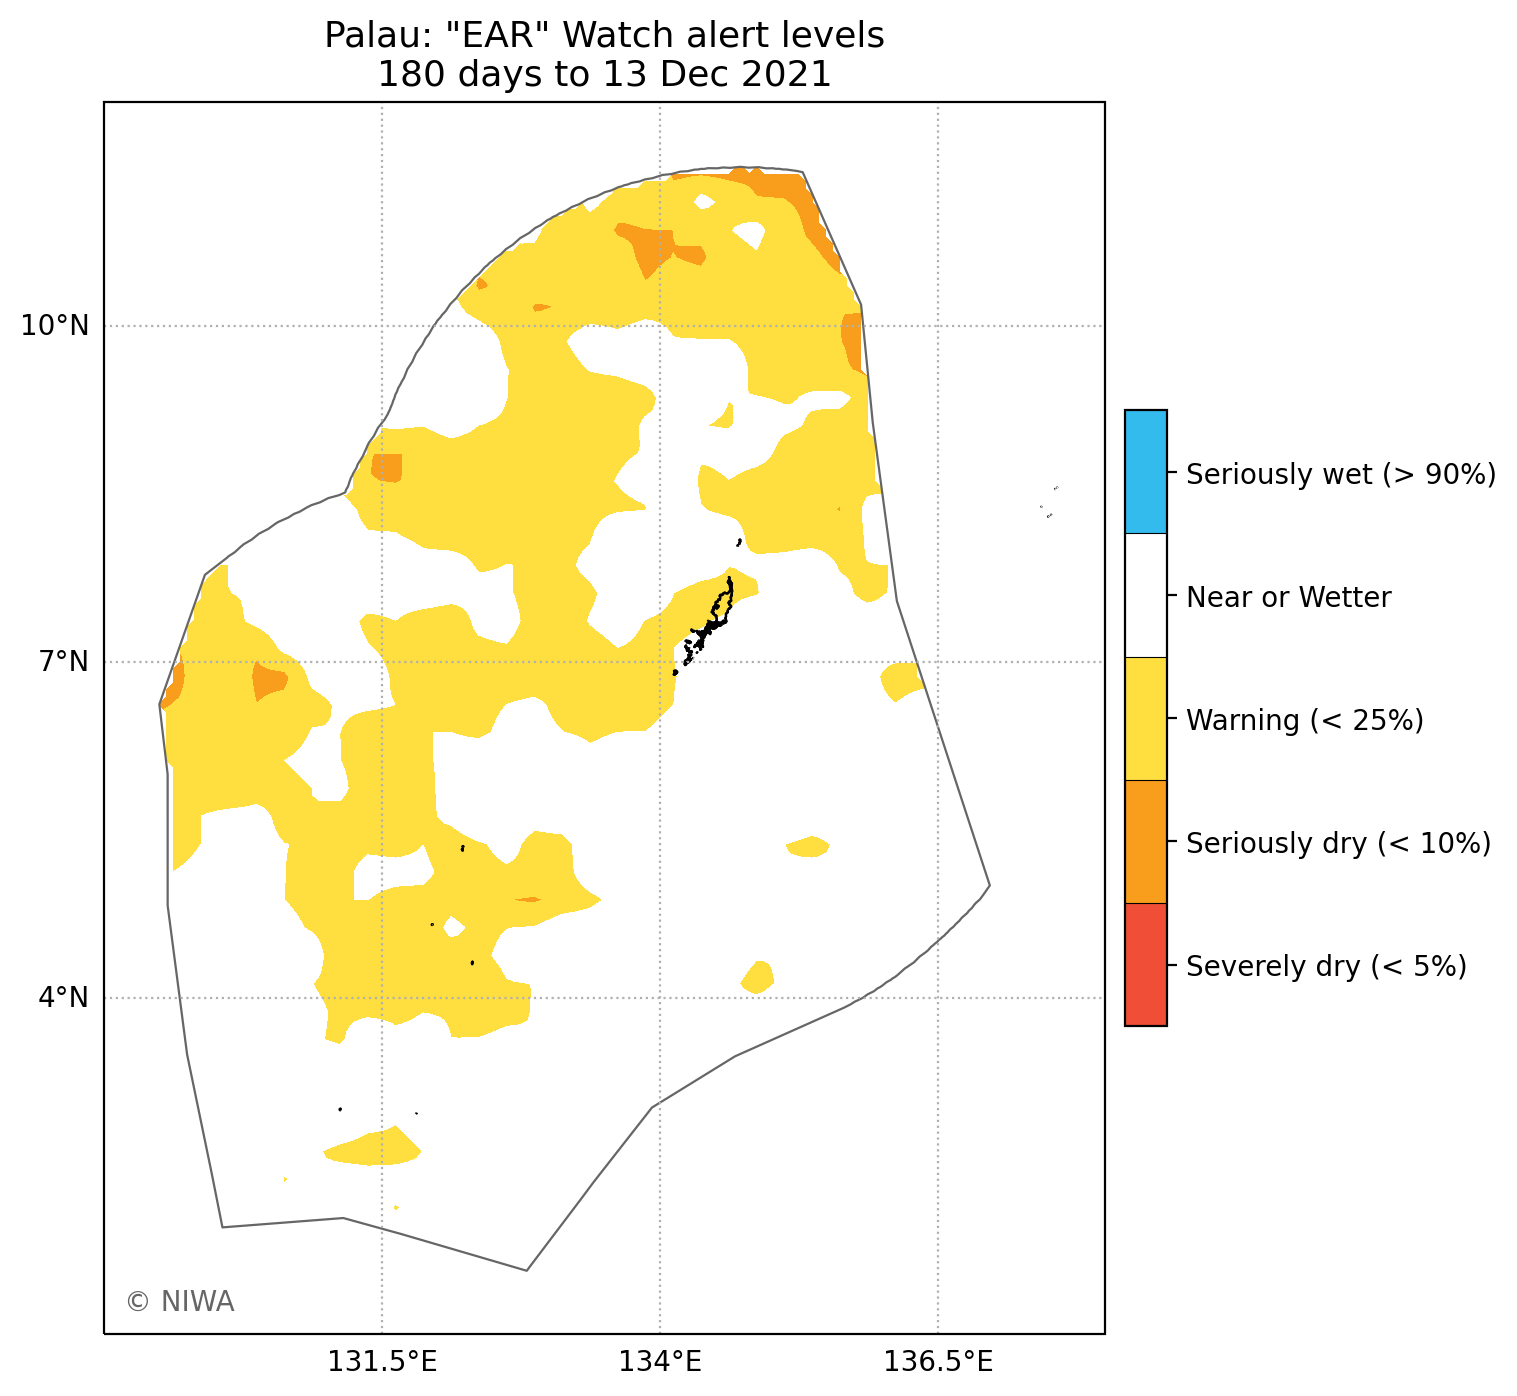 Palau: "EAR" Watch alert levels
180 days to 13 Dec 2021
10°N
7°N
4°N
131.5°E
134°E
136.5°E
Seriously wet (> 90%)
Near or Wetter
Warning (< 25%)
Seriously dry (< 10%)
Severely dry (< 5%)
© NIWA